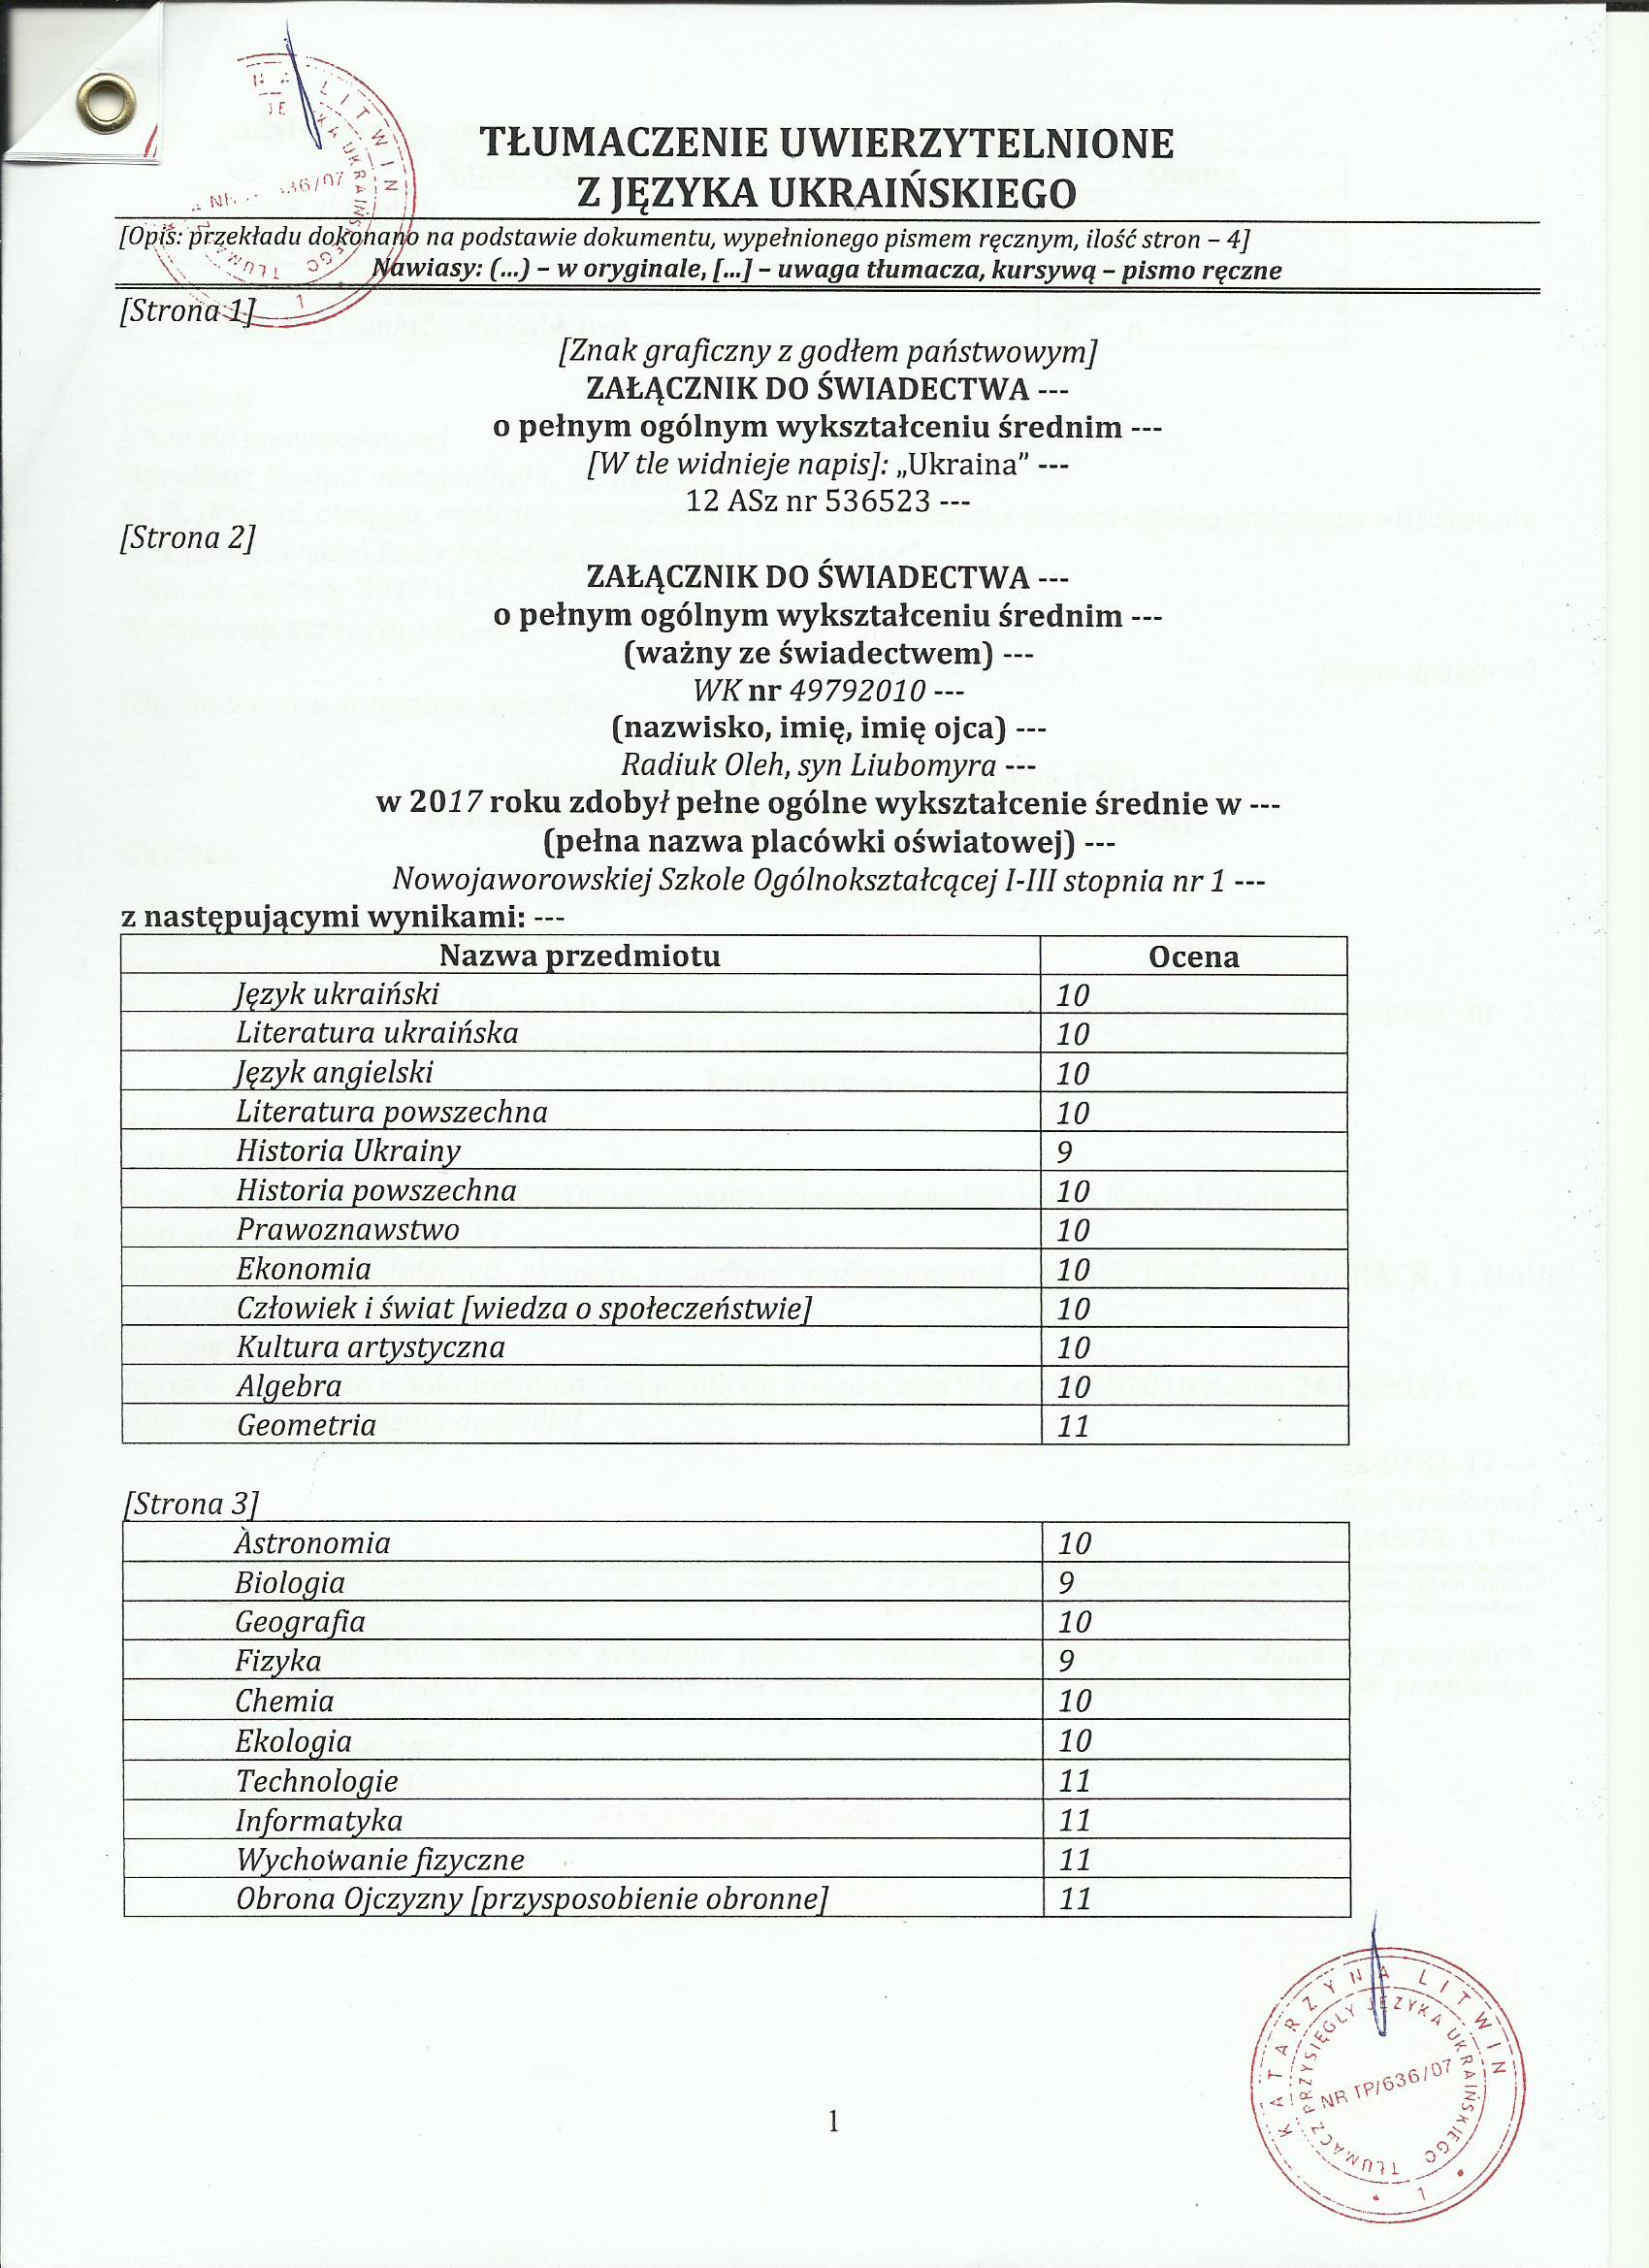 TŁUMACZENIE UWIERZYTELNIONE
Z JĘZYKA UKRAIŃSKIEGO
[Opis: przekładu dokonano na podstawie dokumentu, wypełnionego pismem ręcznym, ilość stron – 4]
Nawiasy: (...) – w oryginale, [...] – uwaga tłumacza, kursywą – pismo ręczne
[Strona 1]
[Znak graficzny z godłem państwowym]
ZAŁĄCZNIK DO ŚWIADECTWA ---
o pełnym ogólnym wykształceniu średnim ---
[W tle widnieje napis]: „Ukraina” ---
12 ASz nr 536523 ---
[Strona 2]
ZAŁĄCZNIK DO ŚWIADECTWA ---
o pełnym ogólnym wykształceniu średnim ---
(ważny ze świadectwem) ---
WK nr 49792010 ---
(nazwisko, imię, imię ojca) ---
Radiuk Oleh, syn Liubomyra ---
w 2017 roku zdobył pełne ogólne wykształcenie średnie w ---
(pełna nazwa placówki oświatowej) ---
Nowojaworowskiej Szkole Ogólnokształcącej I-III stopnia nr 1 ---
z następującymi wynikami: ---
Nazwa przedmiotu Ocena
Język ukraiński 10
Literatura ukraińska 10
Język angielski 10
Literatura powszechna 10
Historia Ukrainy 9
Historia powszechna 10
Prawoznawstwo 10
Ekonomia 10
Człowiek i świat [wiedza o społeczeństwie] 10
Kultura artystyczna 10
Algebra 10
Geometria 11
[Strona 3]
Astronomia 10
Biologia 9
Geografia 10
Fizyka 9
Chemia 10
Ekologia 10
Technologie 11
Informatyka 11
Wychowanie fizyczne 11
Obrona Ojczyzny [przysposobienie obronne] 11
KATARZYNA LITWIN
TŁUMACZ PRZYSIĘGŁY JĘZYKA UKRAIŃSKIEGO
NR TP/636/07
1
1